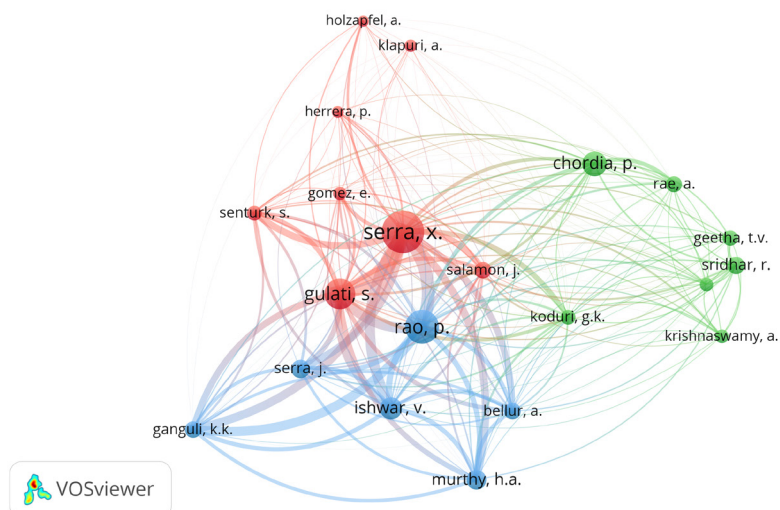 holzapfel, a.
klapuri, a.
herrera, p.
chordia, p.
rae, a.
gomez, e.
senturk, s.
serra, x.
geetha, t.v.
sridhar, r.
salamon, j.
gulati, s.
koduri, g.k.
rao, p.
krishnaswamy, a.
serra, j.
ishwar, v.
bellur, a.
ganguli, k.k.
murthy, h.a.
VOSviewer